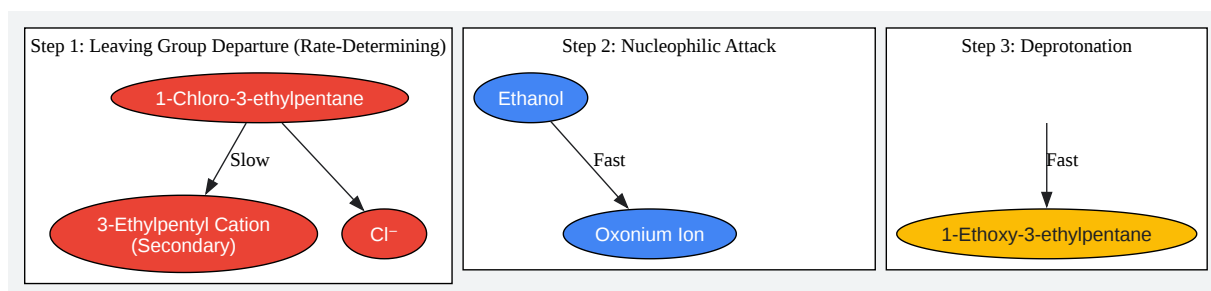 Step 1: Leaving Group Departure (Rate-Determining)
1-Chloro-3-ethylpentane
Slow
3-Ethylpentyl Cation
(Secondary)
Cl⁻
Step 2: Nucleophilic Attack
Ethanol
Fast
Oxonium Ion
Step 3: Deprotonation
Fast
1-Ethoxy-3-ethylpentane